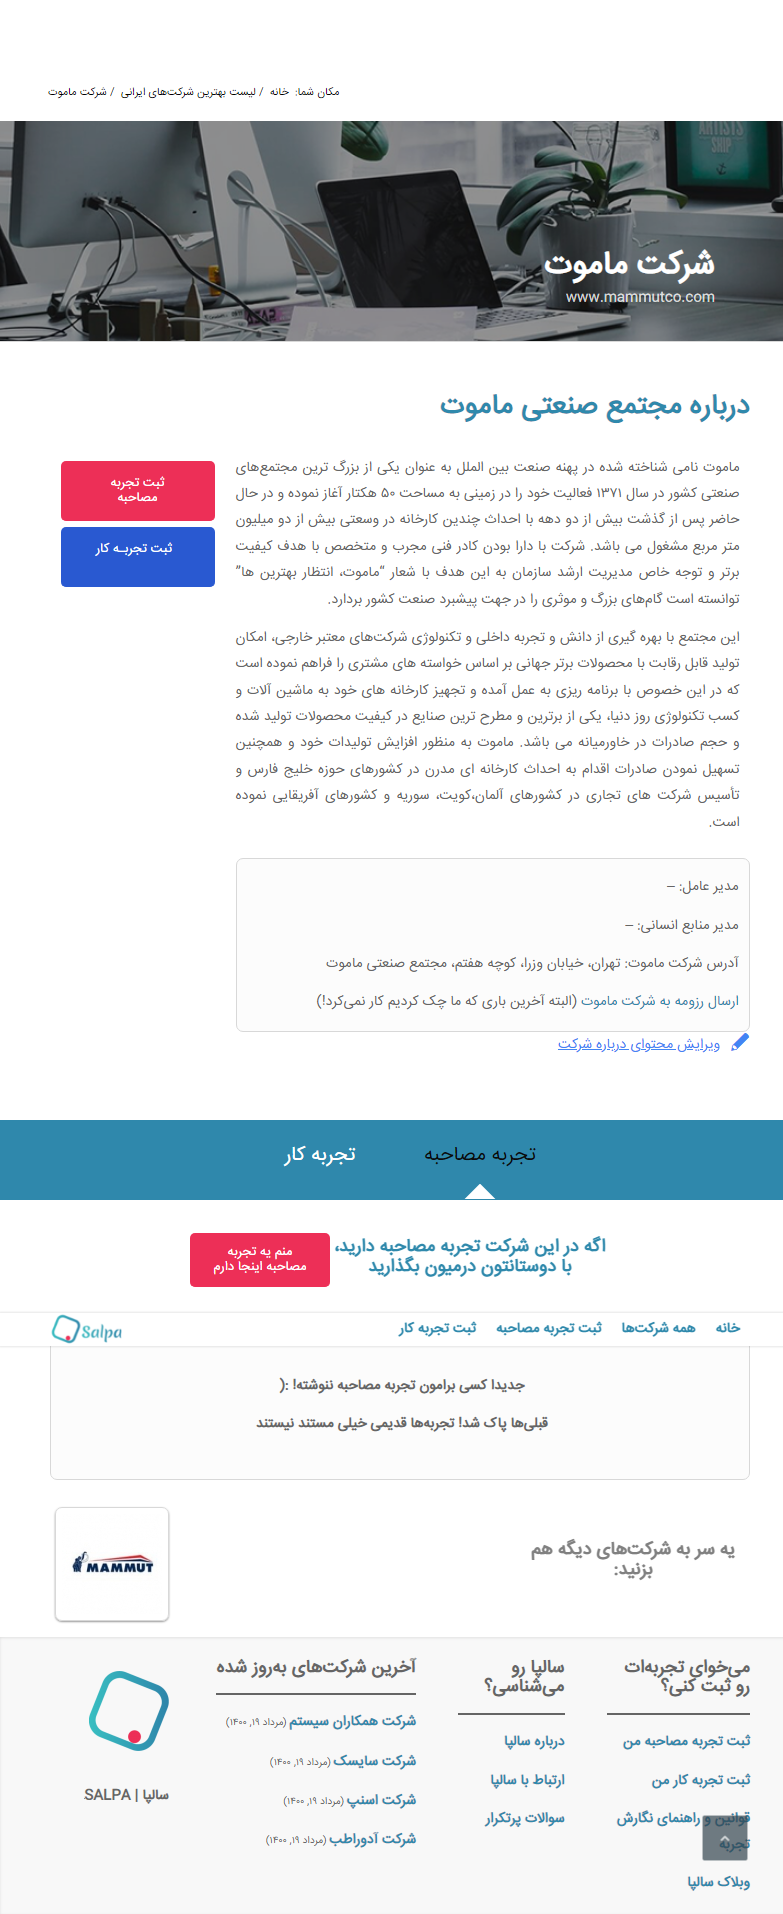 مکان شما: خانه / لیست بهترین شرکت‌های ایرانی / شرکت ماموت
ARTISTS
SHIP
شرکت ماموت
www.mammutco.com
درباره مجتمع صنعتی ماموت
ماموت نامی شناخته شده در پهنه صنعت بین الملل به عنوان یکی از بزرگ ترین مجتمع‌های
صنعتی کشور در سال ۱۳۷۱ فعالیت خود را در زمینی به مساحت ۵۰ هکتار آغاز نموده و در حال
حاضر پس از گذشت بیش از دو دهه با احداث چندین کارخانه در وسعتی بیش از دو میلیون
متر مربع مشغول می باشد. شرکت با دارا بودن کادر فنی مجرب و متخصص با هدف کیفیت
برتر و توجه خاص مدیریت ارشد سازمان به این هدف با شعار “ماموت، انتظار بهترین ها”
توانسته است گام‌های بزرگ و موثری را در جهت پیشبرد صنعت کشور بردارد.
این مجتمع با بهره گیری از دانش و تجربه داخلی و تکنولوژی شرکت‌های معتبر خارجی، امکان
تولید قابل رقابت با محصولات برتر جهانی بر اساس خواسته های مشتری را فراهم نموده است
که در این خصوص با برنامه ریزی به عمل آمده و تجهیز کارخانه های خود به ماشین آلات و
کسب تکنولوژی روز دنیا، یکی از برترین و مطرح ترین صنایع در کیفیت محصولات تولید شده
و حجم صادرات در خاورمیانه می باشد. ماموت به منظور افزایش تولیدات خود و همچنین
تسهیل نمودن صادرات اقدام به احداث کارخانه ای مدرن در کشورهای حوزه خلیج فارس و
تأسیس شرکت های تجاری در کشورهای آلمان،کویت، سوریه و کشورهای آفریقایی نموده
است.
ثبت تجربه
مصاحبه
ثبت تجربـه کار
مدیر عامل: –
مدیر منابع انسانی: –
آدرس شرکت ماموت: تهران، خیابان وزرا، کوچه هفتم، مجتمع صنعتی ماموت
ارسال رزومه به شرکت ماموت (البته آخرین باری که ما چک کردیم کار نمی‌کرد!)
ویرایش محتوای درباره شرکت
تجربه مصاحبه
تجربه کار
اگه در این شرکت تجربه مصاحبه دارید،
با دوستانتون درمیون بگذارید
منم یه تجربه
مصاحبه اینجا دارم
خانه
همه شرکت‌ها
ثبت تجربه مصاحبه
ثبت تجربه کار
Salpa
جدیدا کسی برامون تجربه مصاحبه ننوشته! :(
قبلی‌ها پاک شد! تجربه‌ها قدیمی خیلی مستند نیستند
یه سر به شرکت‌های دیگه هم
بزنید:
MAMMUT
می‌خوای تجربه‌ات
رو ثبت کنی؟
ثبت تجربه مصاحبه من
ثبت تجربه کار من
قوانین و راهنمای نگارش
تجربه
وبلاگ سالپا
سالپا رو
می‌شناسی؟
درباره سالپا
ارتباط با سالپا
سوالات پرتکرار
آخرین شرکت‌های به‌روز شده
شرکت همکاران سیستم (مرداد ۱۹, ۱۴۰۰)
شرکت سایسک (مرداد ۱۹, ۱۴۰۰)
شرکت اسنپ (مرداد ۱۹, ۱۴۰۰)
شرکت آدوراطب (مرداد ۱۹, ۱۴۰۰)
سالپا | SALPA